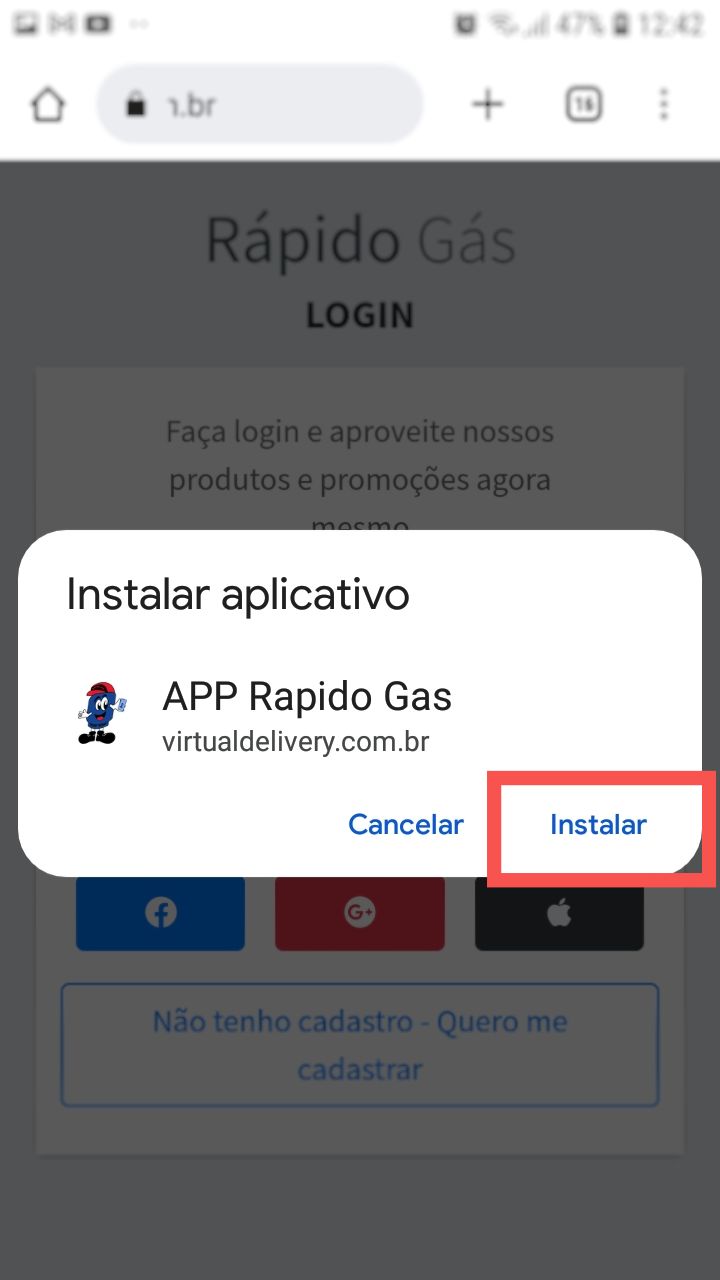 47% 12:42
16
Rápido Gás
LOGIN
Faça login e aproveite nossos
produtos e promoções agora
mesmo
Instalar aplicativo
APP Rapido Gas
virtualdelivery.com.br
Cancelar Instalar
G+
Não tenho cadastro - Quero me
cadastrar